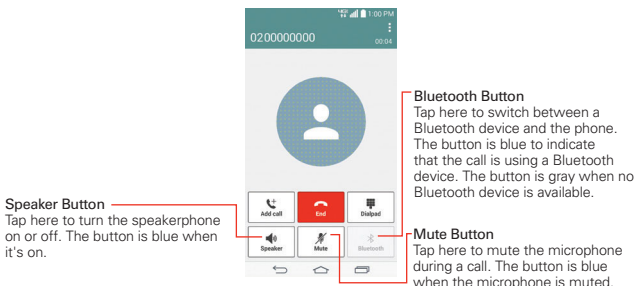 4G LTE 1:00 PM
0200000000
00:04
Bluetooth Button
Tap here to switch between a
Bluetooth device and the phone.
The button is blue to indicate
that the call is using a Bluetooth
device. The button is gray when no
Bluetooth device is available.
Add call
End
Dialpad
Speaker Button
Tap here to turn the speakerphone
on or off. The button is blue when
it's on.
Speaker
Mute
Bluetooth
Mute Button
Tap here to mute the microphone
during a call. The button is blue
when the microphone is muted.